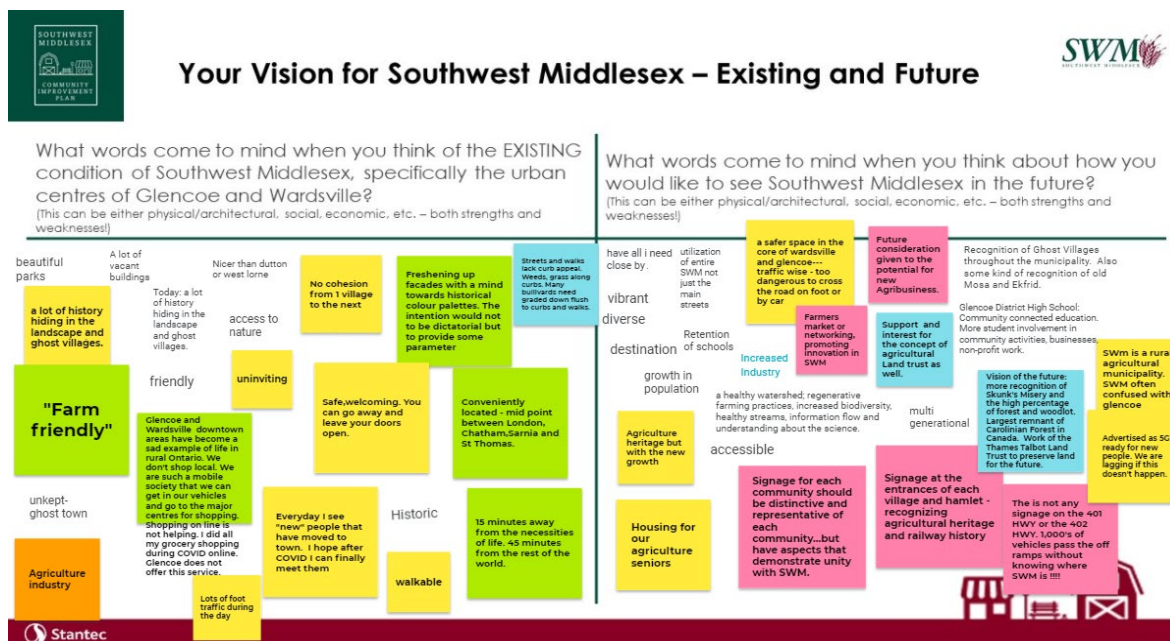 SOUTHWEST
MIDDLESEX
COMMUNITY
IMPROVEMENT
PLAN
Your Vision for Southwest Middlesex – Existing and Future
SWM
SOUTHWEST MIDDLESEX
What words come to mind when you think of the EXISTING
condition of Southwest Middlesex, specifically the urban
centres of Glencoe and Wardsville?
(This can be either physical/architectural, social, economic, etc. – both strengths and
weaknesses!)
beautiful
parks
A lot of
vacant
buildings
Nicer than dutton
or west lorne
a lot of history
hiding in the
landscape and
ghost villages.
Today: a lot
of history
hiding in the
landscape
and ghost
villages.
access to
nature
No cohesion
from 1 village
to the next
Freshening up
facades with a mind
towards historical
colour palettes. The
intention would not
to be dictatorial but
to provide some
parameter
Streets and walks
lack curb appeal.
Weeds, grass along
curbs. Many
bullivards need
graded down flush
to curbs and walks.
"Farm
friendly"
friendly
uninviting
Safe,welcoming. You
can go away and
leave your doors
open.
Conveniently
located - mid point
between London,
Chatham,Sarnia and
St Thomas.
Glencoe and
Wardsville downtown
areas have become a
sad example of life in
rural Ontario. We
don't shop local. We
are such a mobile
society that we can
get in our vehicles
and go to the major
centres for shopping.
Shopping on line is
not helping. I did all
my grocery shopping
during COVID online.
Glencoe does not
offer this service.
unkept-
ghost town
Everyday I see
"new" people that
have moved to
town. I hope after
COVID I can finally
meet them
Historic
15 minutes away
from the necessities
of life. 45 minutes
from the rest of the
world.
Agriculture
industry
walkable
Lots of foot
traffic during
the day
What words come to mind when you think about how you
would like to see Southwest Middlesex in the future?
(This can be either physical/architectural, social, economic, etc. – both strengths and
weaknesses!)
have all i need
close by.
utilization
of entire
SWM not
just the
main
streets
a safer space in the
core of wardsville
and glencoe---
traffic wise - too
dangerous to cross
the road on foot or
by car
Future
consideration
given to the
potential for
new
Agribusiness.
Recognition of Ghost Villages
throughout the municipality. Also
some kind of recognition of old
Mosa and Ekfrid.
vibrant
diverse
destination
Retention
of schools
Farmers
market or
networking,
promoting
innovation in
SWM
Support and
interest for the
concept of
agricultural
Land trust as
well.
Glencoe District High School:
Community connected education.
More student involvement in
community activities, businesses,
non-profit work.
Increased
Industry
growth in
population
Vision of the future:
more recognition of
Skunk's Misery and
the high percentage
of forest and woodlot.
Largest remnant of
Carolinian Forest in
Canada. Work of the
Thames Talbot Land
Trust to preserve land
for the future.
SWm is a rural
agricultural
municipality.
SWM often
confused with
glencoe
a healthy watershed; regenerative
farming practices, increased biodiversity,
healthy streams, information flow and
understanding about the science.
multi
generational
Agriculture
heritage but
with the new
growth
accessible
Advertised as 5G
ready for new
people. We are
lagging if this
doesn't happen.
Signage for each
community should
be distinctive and
representative of
each
community...but
have aspects that
demonstrate unity
with SWM.
Signage at the
entrances of each
village and hamlet -
recognizing
agricultural heritage
and railway history
The is not any
signage on the 401
HWY or the 402
HWY. 1,000's of
vehicles pass the off
ramps without
knowing where
SWM is !!!!
Housing for
our
agriculture
seniors
Stantec